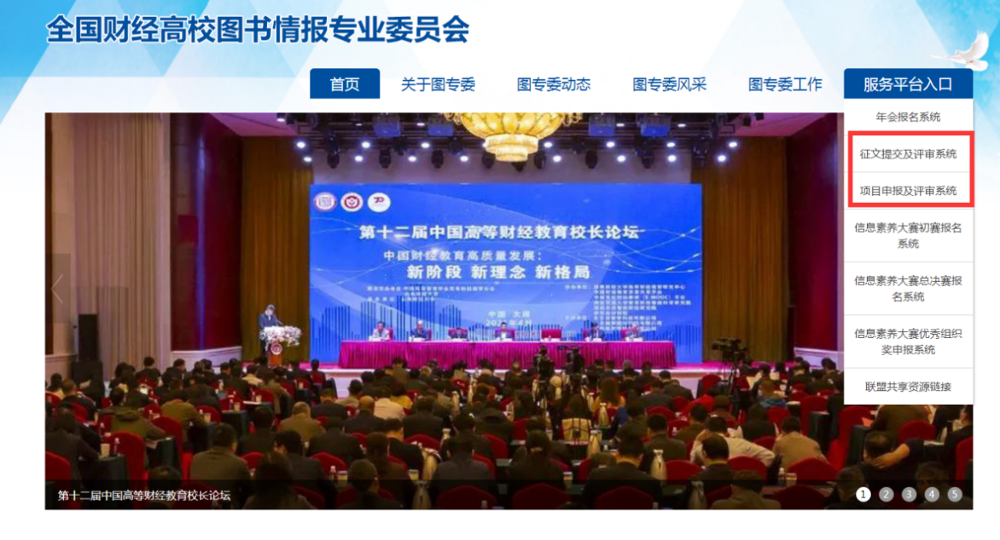 全国财经高校图书情报专业委员会
首页
关于图专委
图专委动态
图专委风采
图专委工作
服务平台入口
年会报名系统
征文提交及评审系统
项目申报及评审系统
信息素养大赛初赛报名
系统
信息素养大赛总决赛报
名系统
信息素养大赛优秀组织
奖申报系统
联盟共享资源链接
第十二届中国高等财经教育校长论坛
中国财经教育高质量发展：
新阶段 新理念 新格局
中国 太原
第十二届中国高等财经教育校长论坛
1
2
3
4
5